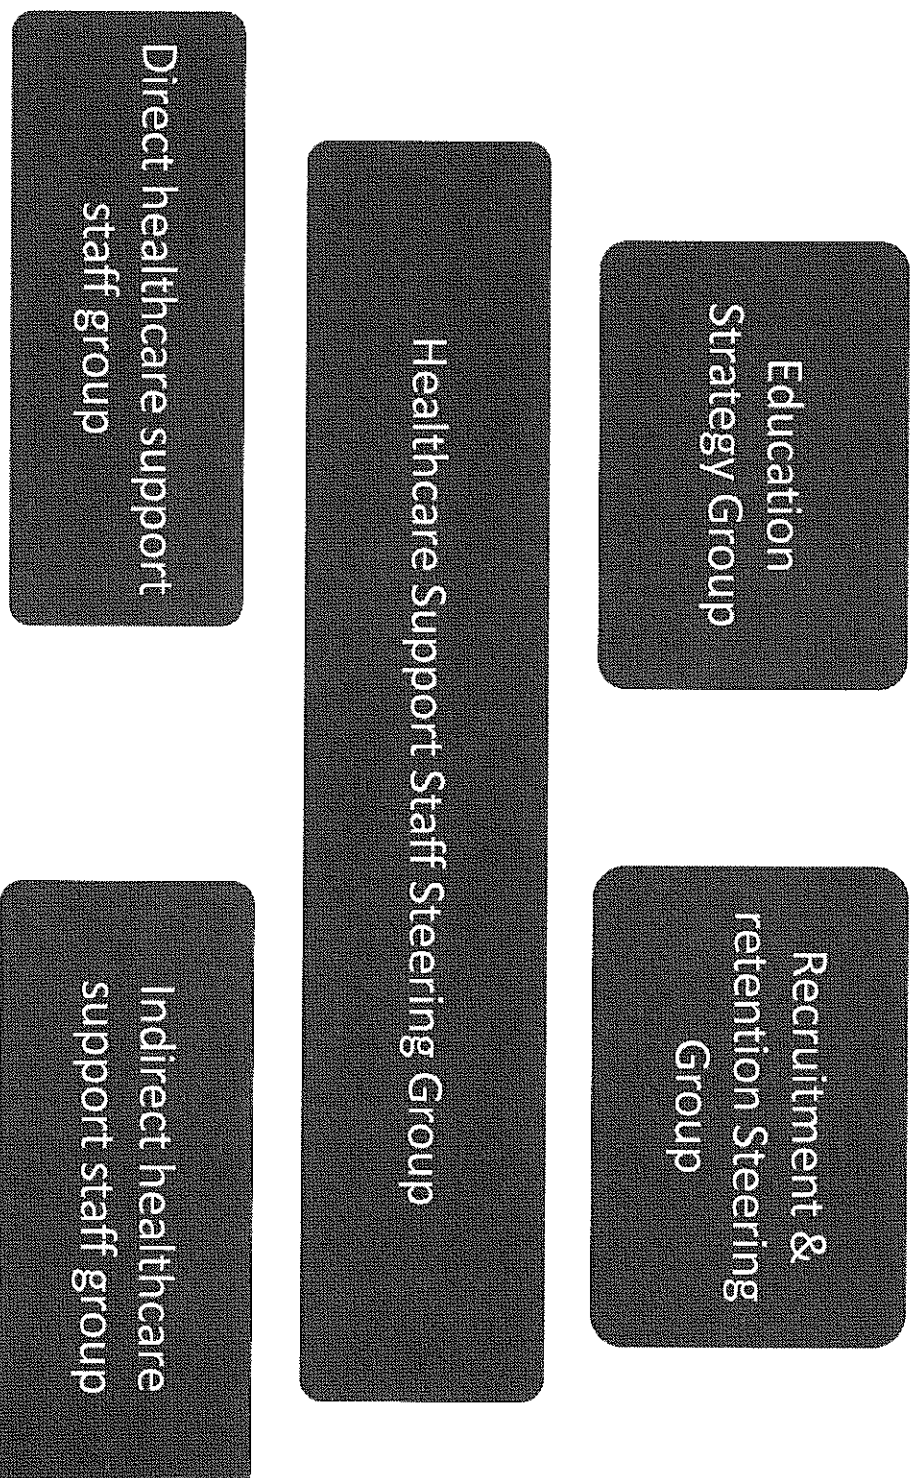 Education
Strategy Group
Recruitment &
retention Steering
Group
Healthcare Support Staff Steering Group
Direct healthcare support
staff group
Indirect healthcare
support staff group